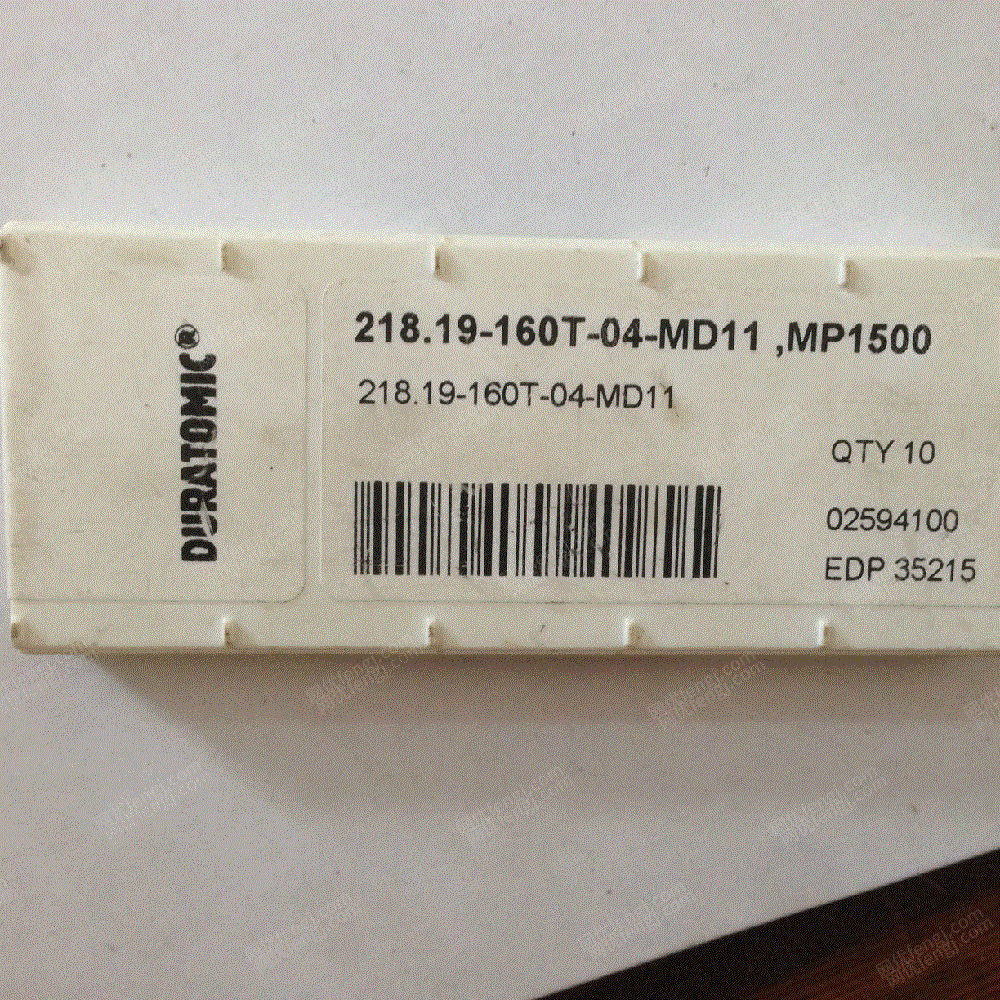 DURATOMIC®
218.19-160T-04-MD11 ,MP1500
218.19-160T-04-MD11
QTY 10
02594100
EDP 35215